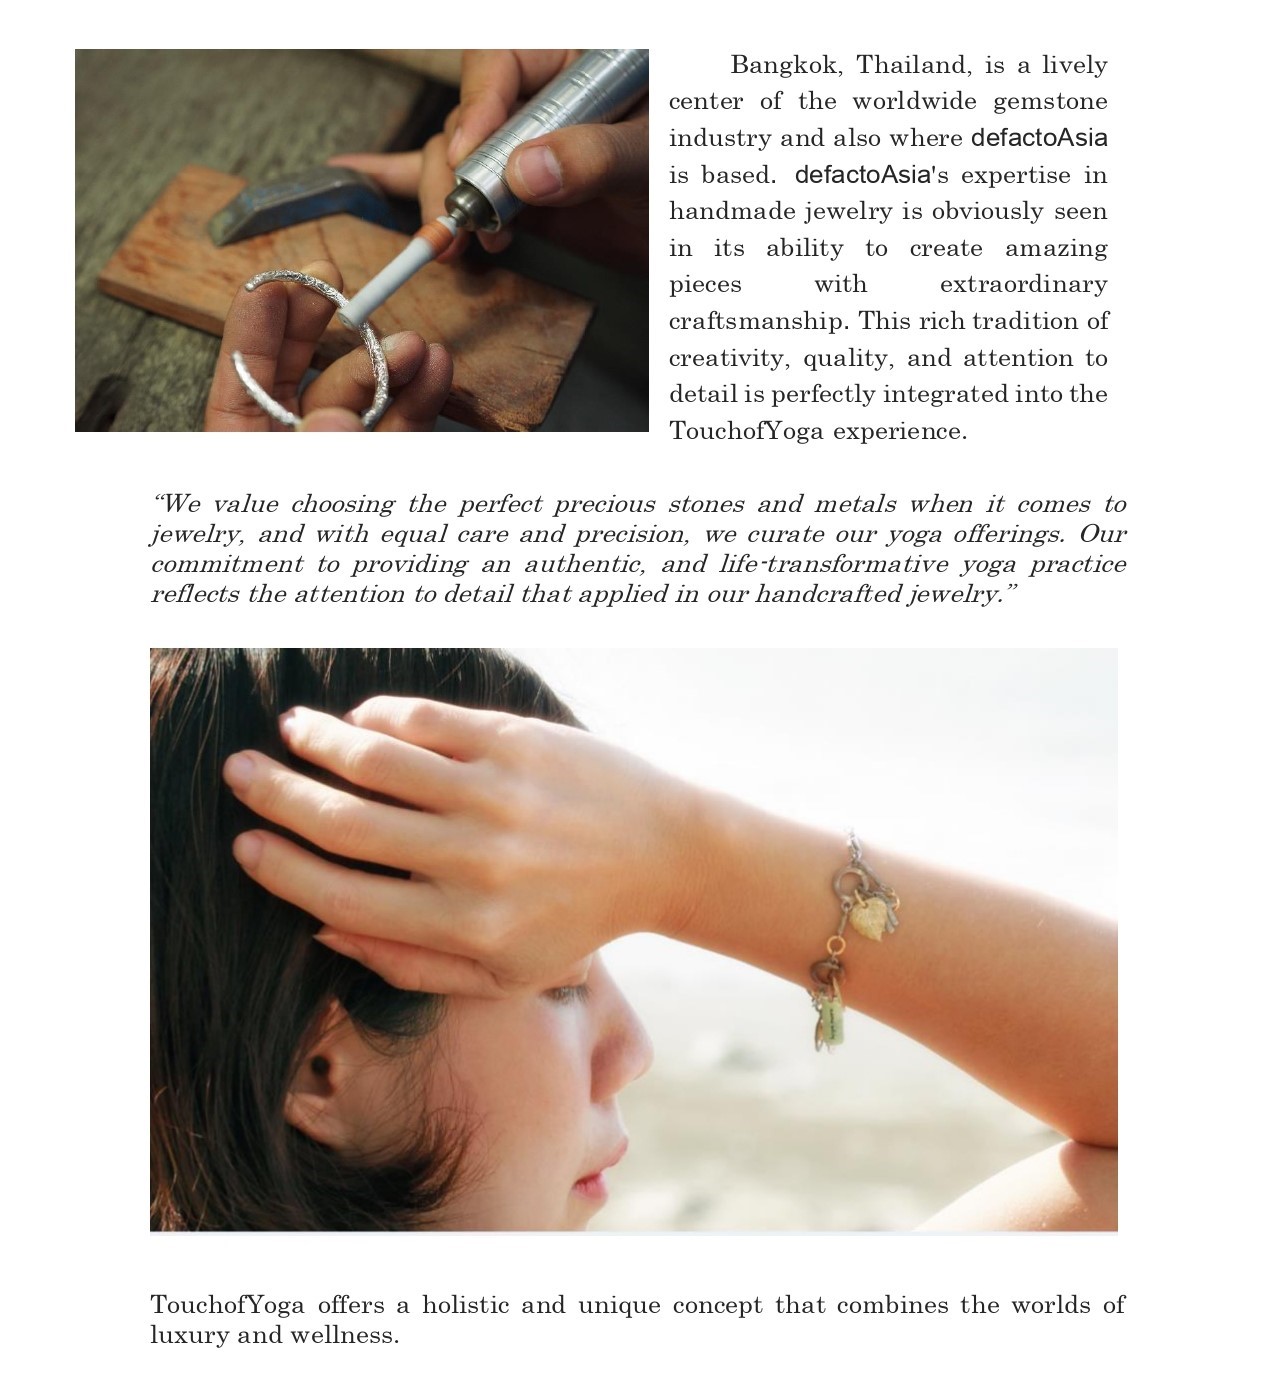 Bangkok, Thailand, is a lively
center of the worldwide gemstone
industry and also where defactoAsia
is based. defactoAsia's expertise in
handmade jewelry is obviously seen
in its ability to create amazing
pieces with extraordinary
craftsmanship. This rich tradition of
creativity, quality, and attention to
detail is perfectly integrated into the
TouchofYoga experience.
“We value choosing the perfect precious stones and metals when it comes to
jewelry, and with equal care and precision, we curate our yoga offerings. Our
commitment to providing an authentic, and life-transformative yoga practice
reflects the attention to detail that applied in our handcrafted jewelry.”
TouchofYoga offers a holistic and unique concept that combines the worlds of
luxury and wellness.